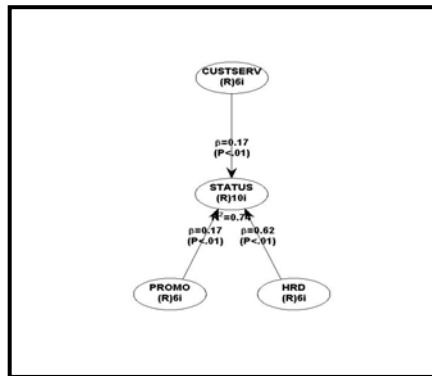 CUSTSERV
(R)6i
β=0.17
(P<.01)
STATUS
(R)10i
R²=0.74
β=0.17
(P<.01)
β=0.62
(P<.01)
PROMO
(R)6i
HRD
(R)6i